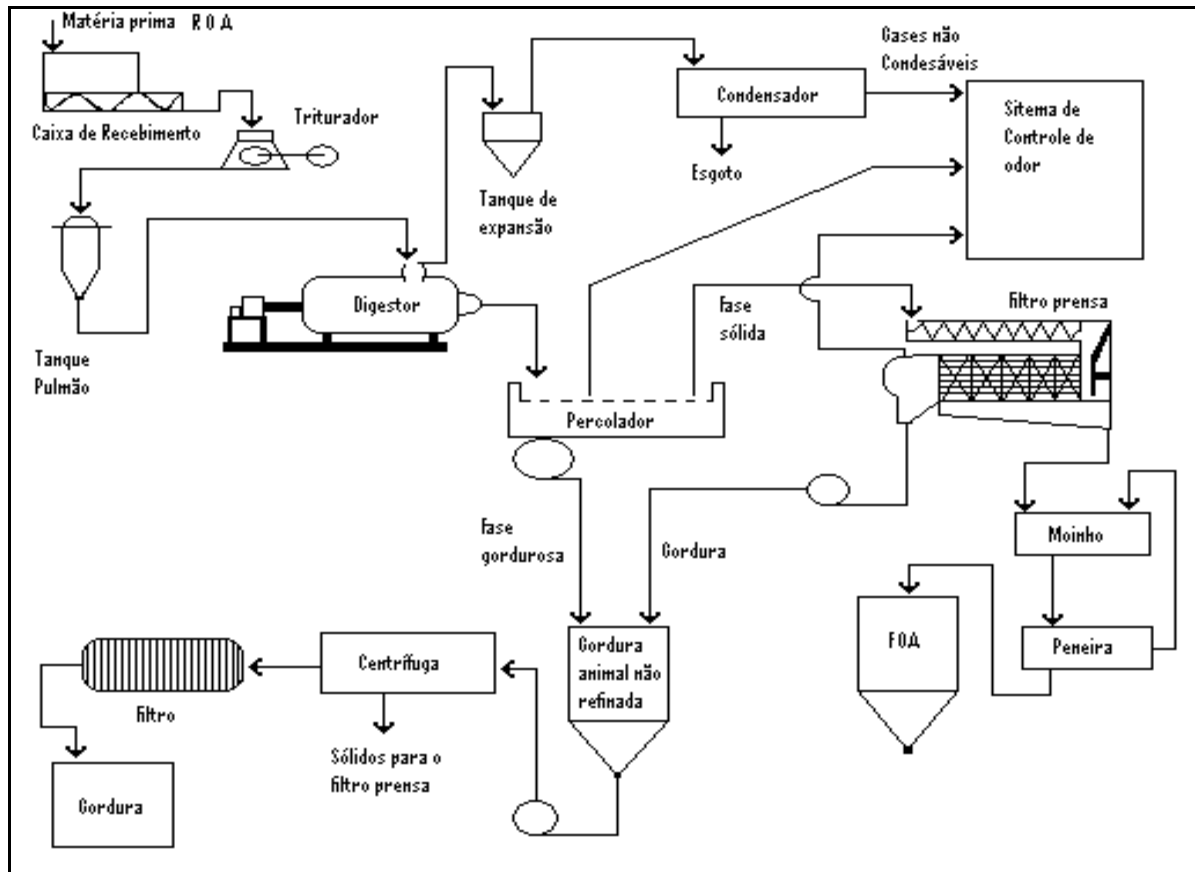 Matéria prima R O A
Caixa de Recebimento
Triturador
Tanque
Pulmão
Digestor
Tanque de
expansão
Condensador
Esgoto
Gases não
Condesáveis
Sitema de
Controle de
odor
Percolador
Fase
sólida
filtro prensa
Fase
gordurosa
Gordura
Moinho
Peneira
FOA
Gordura
animal não
refinada
Centrífuga
Sólidos para o
filtro prensa
filtro
Gordura